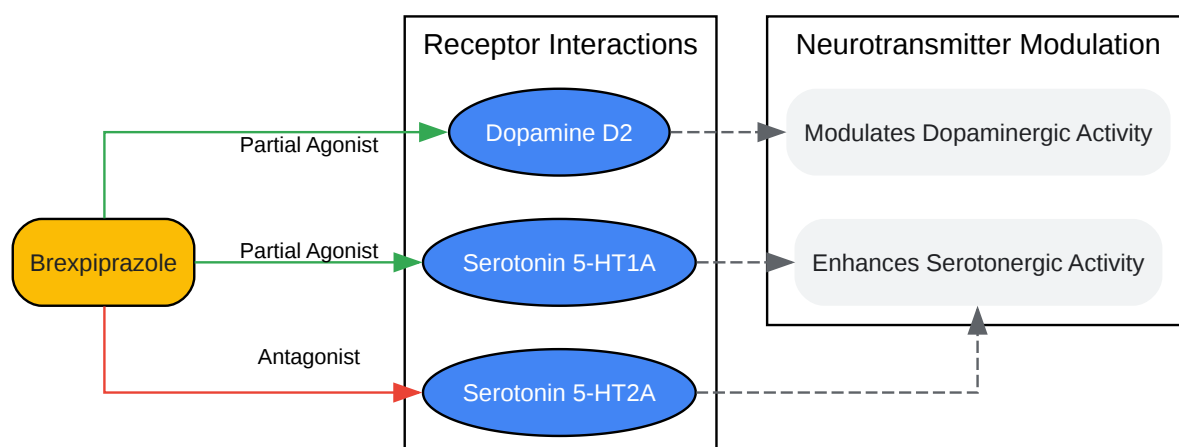 Receptor Interactions
Neurotransmitter Modulation
Dopamine D2
Modulates Dopaminergic Activity
Partial Agonist
Brexpiprazole
Partial Agonist
Serotonin 5-HT1A
Enhances Serotonergic Activity
Antagonist
Serotonin 5-HT2A